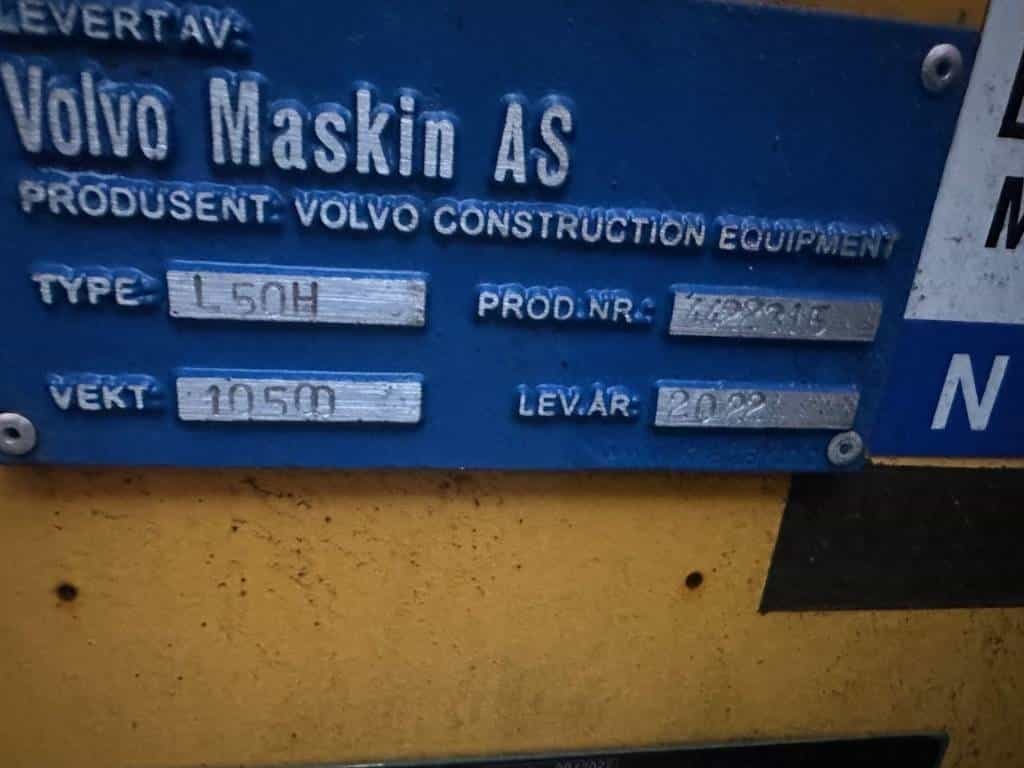 LEVERT AV:
Volvo Maskin AS
PRODUSENT: VOLVO CONSTRUCTION EQUIPMENT
TYPE: L50H PROD.NR.:
VEKT: 10500 LEV.ÅR: 2022
N